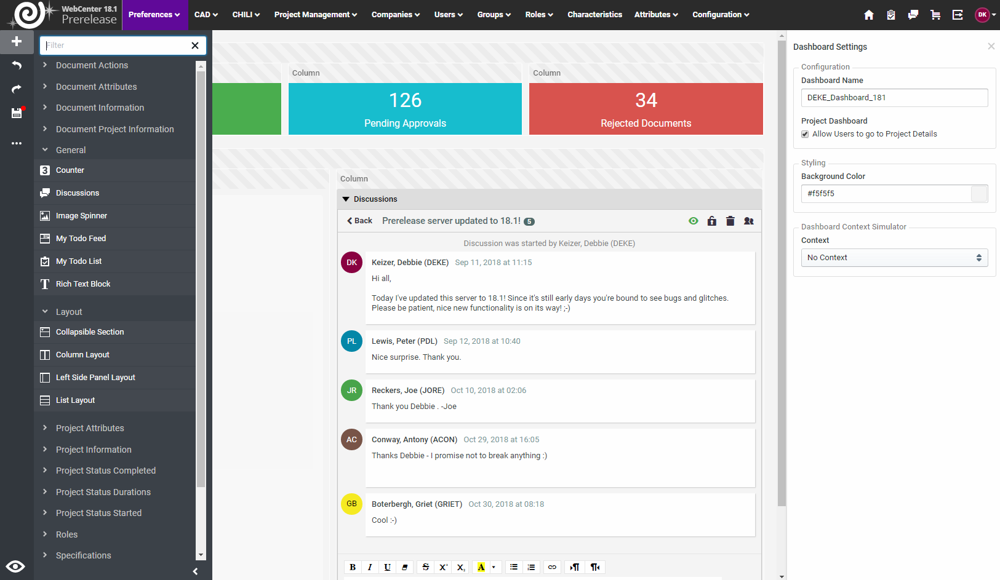 WebCenter 18.1
Prerelease
Preferences
CAD
CHILI
Project Management
Companies
Users
Groups
Roles
Characteristics
Attributes
Configuration
DK
Filter
Document Actions
Document Attributes
Document Information
Document Project Information
General
3 Counter
Discussions
Image Spinner
My Todo Feed
My Todo List
T Rich Text Block
Layout
Collapsible Section
Column Layout
Left Side Panel Layout
List Layout
Project Attributes
Project Information
Project Status Completed
Project Status Durations
Project Status Started
Roles
Specifications
Column
126
Pending Approvals
Column
34
Rejected Documents
Column
Discussions
Back
Prerelease server updated to 18.1! 5
Discussion was started by Keizer, Debbie (DEKE)
DK
Keizer, Debbie (DEKE) Sep 11, 2018 at 11:15
Hi all,
Today I've updated this server to 18.1! Since it's still early days you're bound to see bugs and glitches.
Please be patient, nice new functionality is on its way! ;-)
PL
Lewis, Peter (PDL) Sep 12, 2018 at 10:40
Nice surprise. Thank you.
JR
Reckers, Joe (JORE) Oct 10, 2018 at 02:06
Thank you Debbie . -Joe
AC
Conway, Antony (ACON) Oct 29, 2018 at 16:05
Thanks Debbie - I promise not to break anything :)
GB
Boterbergh, Griet (GRIET) Oct 30, 2018 at 08:18
Cool :-)
B I U S X X A
Dashboard Settings
Configuration
Dashboard Name
DEKE_Dashboard_181
Project Dashboard
Allow Users to go to Project Details
Styling
Background Color
#f5f5f5
Dashboard Context Simulator
Context
No Context